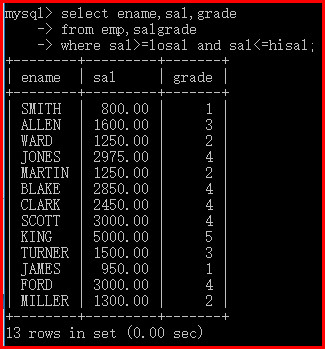 mysql> select ename,sal,grade
-> from emp,salgrade
-> where sal>=losal and sal<=hisal;
+--------+---------+-------+
| ename | sal | grade |
+--------+---------+-------+
| SMITH | 800.00 | 1 |
| ALLEN | 1600.00 | 3 |
| WARD | 1250.00 | 2 |
| JONES | 2975.00 | 4 |
| MARTIN | 1250.00 | 2 |
| BLAKE | 2850.00 | 4 |
| CLARK | 2450.00 | 4 |
| SCOTT | 3000.00 | 4 |
| KING | 5000.00 | 5 |
| TURNER | 1500.00 | 3 |
| JAMES | 950.00 | 1 |
| FORD | 3000.00 | 4 |
| MILLER | 1300.00 | 2 |
+--------+---------+-------+
13 rows in set (0.00 sec)